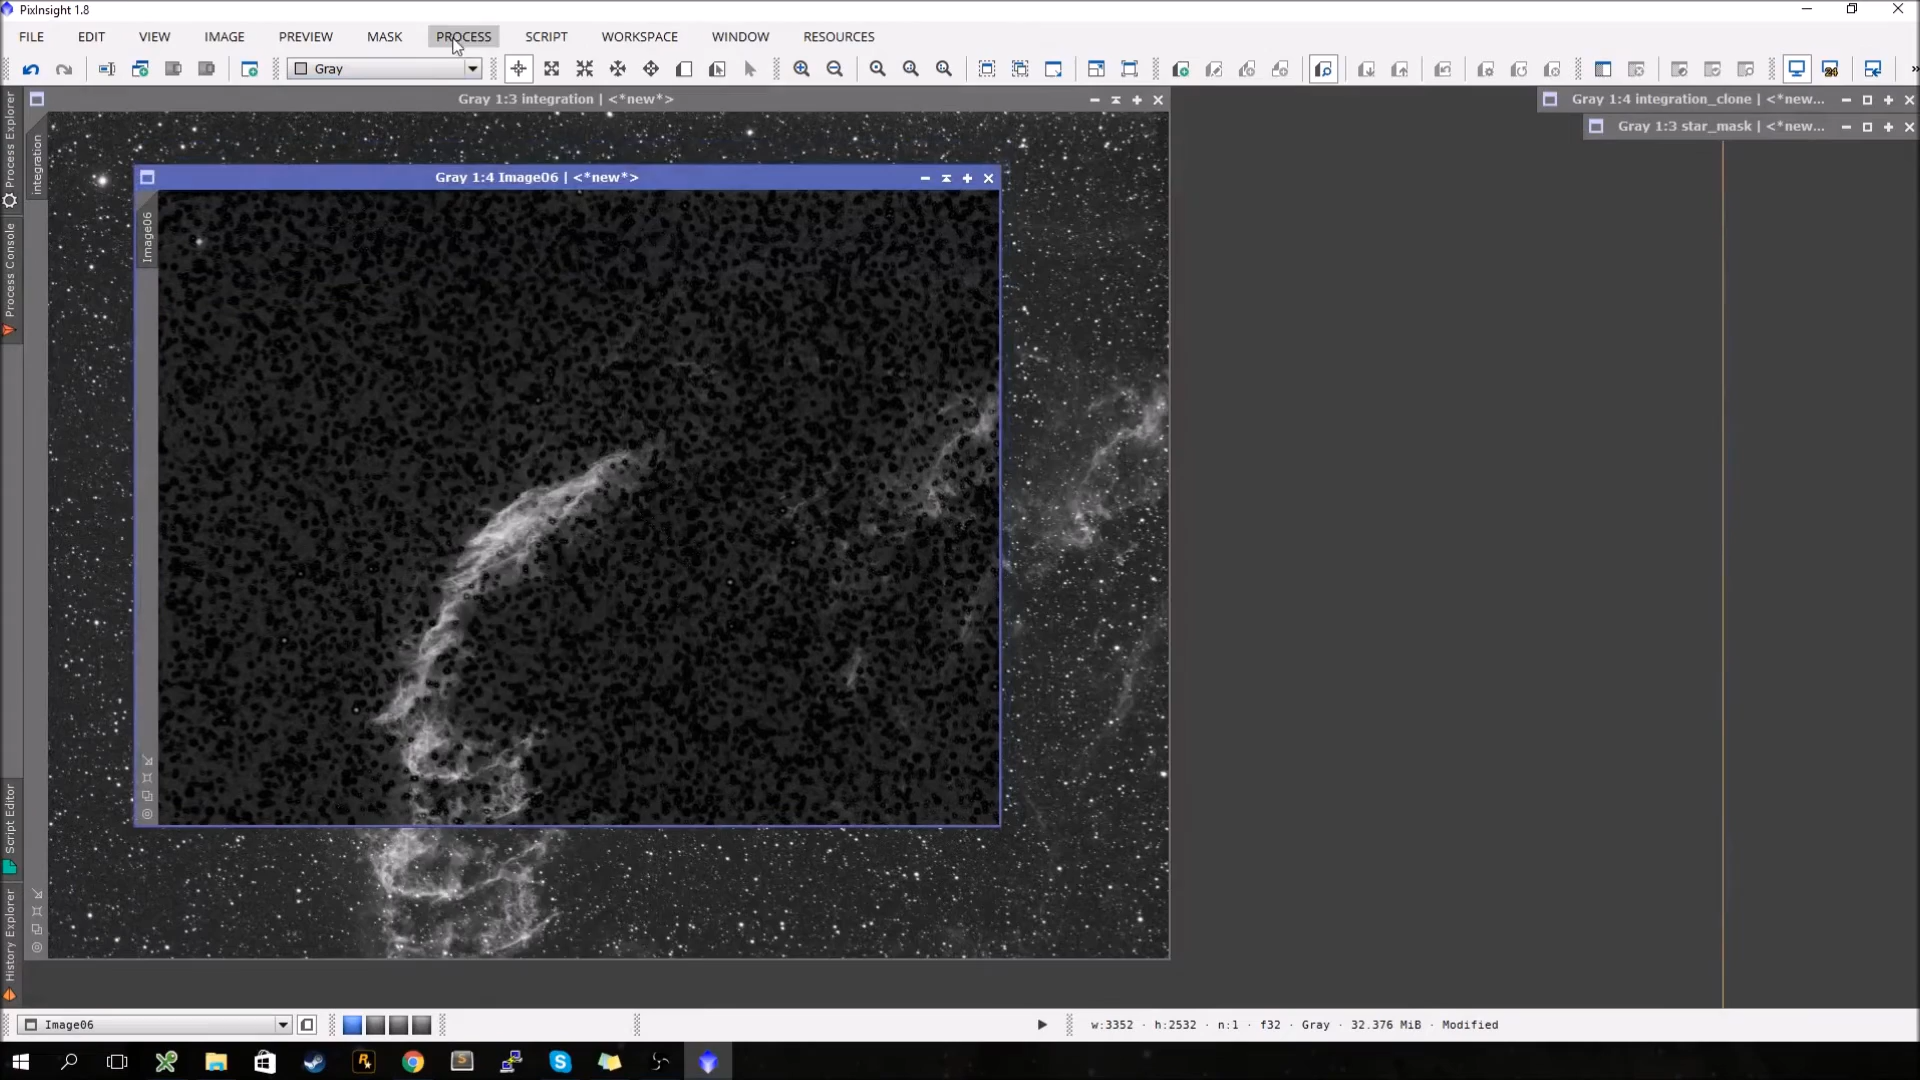 PixInsight 1.8
FILE EDIT VIEW IMAGE PREVIEW MASK PROCESS SCRIPT WORKSPACE WINDOW RESOURCES
Gray
Gray 1:3 integration | <*new*>
Gray 1:4 integration_clone | <*new...
Gray 1:3 star_mask | <*new...
Gray 1:4 Image06 | <*new*>
Process Explorer
Process Console
Script Editor
History Explorer
integration
Image06
Image06
w:3352 · h:2532 · n:1 · f32 · Gray · 32.376 MiB · Modified